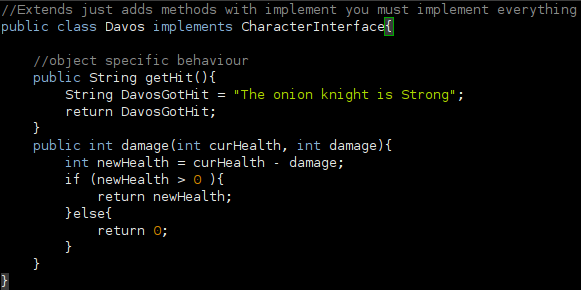 //Extends just adds methods with implement you must implement everything
public class Davos implements CharacterInterface{
    //object specific behaviour
    public String getHit(){
        String DavosGotHit = "The onion knight is Strong";
        return DavosGotHit;
    }
    public int damage(int curHealth, int damage){
        int newHealth = curHealth - damage;
        if (newHealth > 0 ){
            return newHealth;
        }else{
            return 0;
        }
    }
}